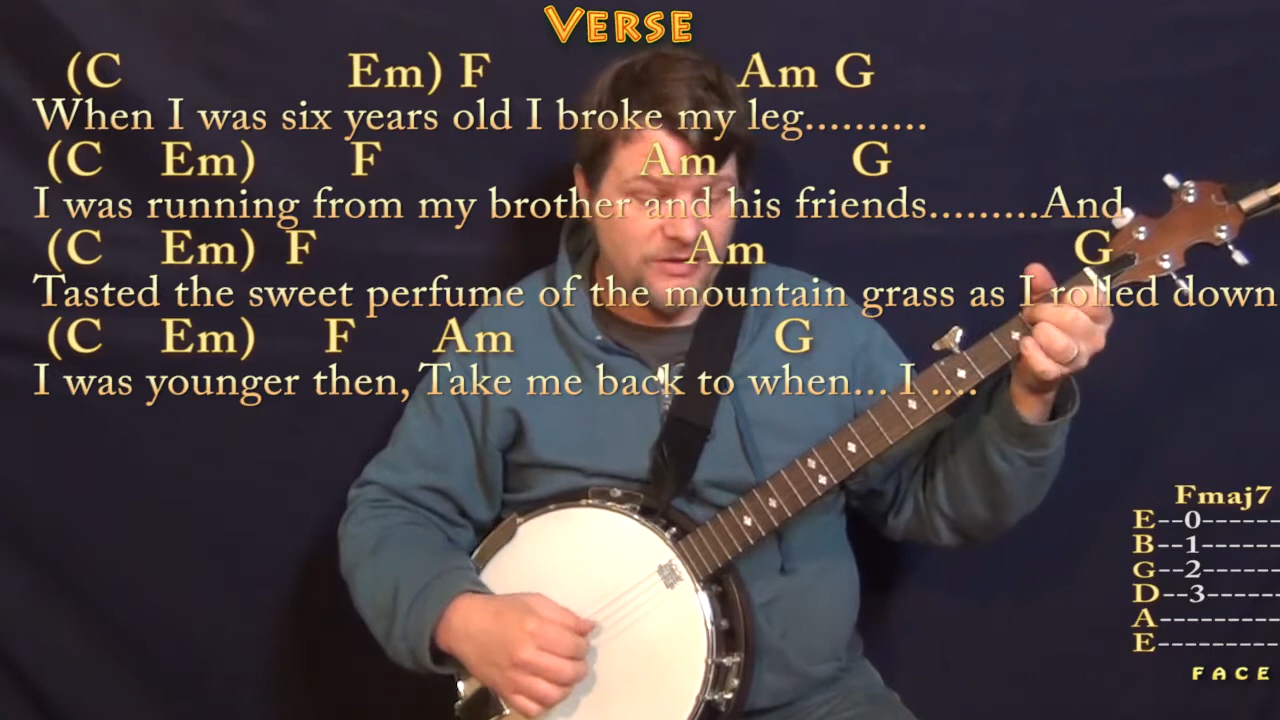 VERSE
(C Em) F Am G
When I was six years old I broke my leg..........
(C Em) F Am G
I was running from my brother and his friends.........And
(C Em) F Am G
Tasted the sweet perfume of the mountain grass as I rolled down
(C Em) F Am G
I was younger then, Take me back to when... I ....
Fmaj7
E--0------
B--1------
G--2------
D--3------
A---------
E---------
F A C E